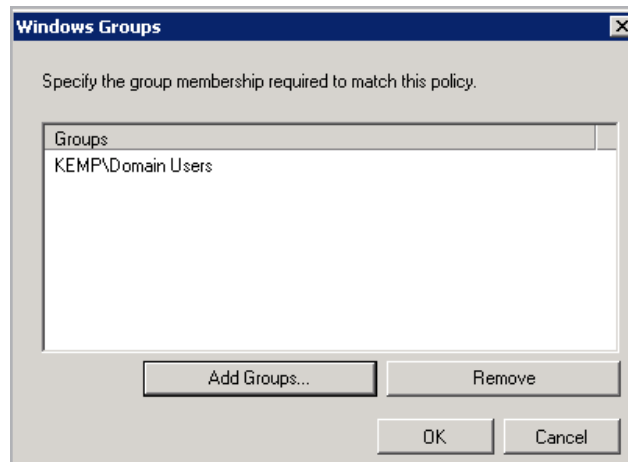 Windows Groups
Specify the group membership required to match this policy.
Groups
KEMP\Domain Users
Add Groups...
Remove
OK
Cancel